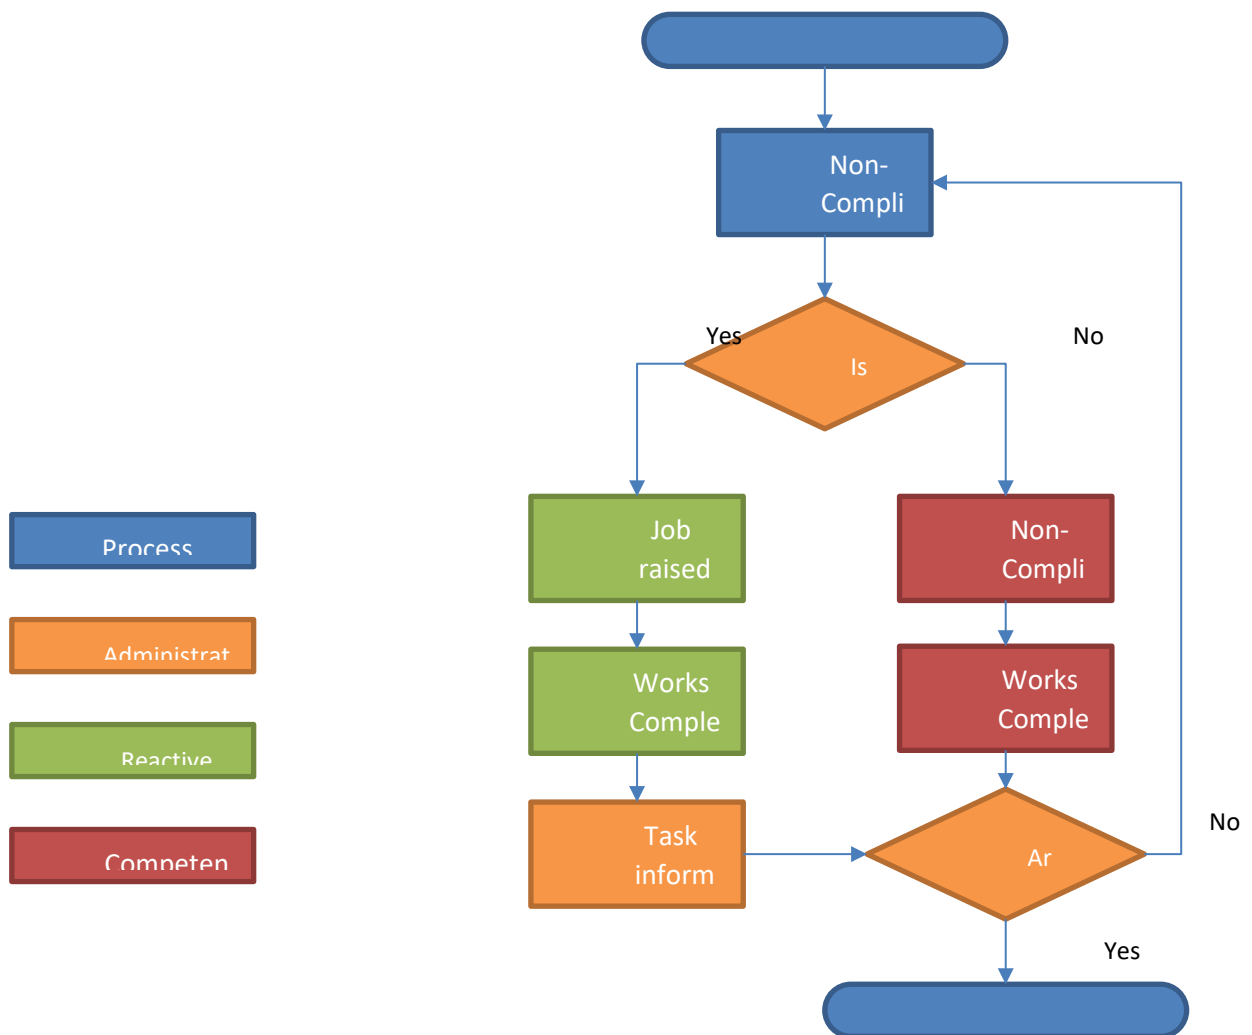 Non-
Compli
Yes
No
Is
Job
raised
Non-
Compli
Process
Works
Comple
Works
Comple
Administrat
Reactive
Task
inform
Ar
No
Competen
Yes